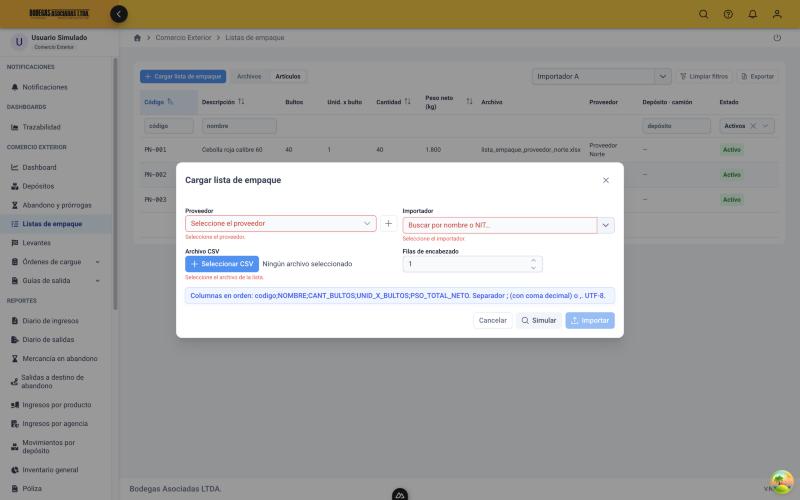 BODEGAS ASOCIADAS LTDA.
U
Usuario Simulado
Comercio Exterior
Comercio Exterior > Listas de empaque
NOTIFICACIONES
Notificaciones
DASHBOARDS
Trazabilidad
COMERCIO EXTERIOR
Dashboard
Depósitos
Abandono y prórrogas
Listas de empaque
Levantes
Órdenes de cargue
Guías de salida
REPORTES
Diario de ingresos
Diario de salidas
Mercancía en abandono
Salidas a destino de
abandono
Ingresos por producto
Ingresos por agencia
Movimientos por
depósito
Inventario general
Póliza
+ Cargar lista de empaque
Archivos
Artículos
Importador A
Limpiar filtros
Exportar
Código
Descripción
Bultos
Unid. x bulto
Cantidad
Peso neto
(kg)
Archivo
Proveedor
Depósito · camión
Estado
código
nombre
depósito
Activos
PN-001
Cebolla roja calibre 60
40
1
40
1.800
lista_empaque_proveedor_norte.xlsx
Proveedor
Norte
—
Activo
PN-002
—
Activo
PN-003
—
Activo
Cargar lista de empaque
Proveedor
Seleccione el proveedor
Seleccione el proveedor.
Importador
Buscar por nombre o NIT...
Seleccione el importador.
Archivo CSV
+ Seleccionar CSV
Ningún archivo seleccionado
Seleccione el archivo de la lista.
Filas de encabezado
1
Columnas en orden: codigo;NOMBRE;CANT_BULTOS;UNID_X_BULTOS;PSO_TOTAL_NETO. Separador ; (con coma decimal) o ,. UTF-8.
Cancelar
Simular
Importar
Bodegas Asociadas LTDA.